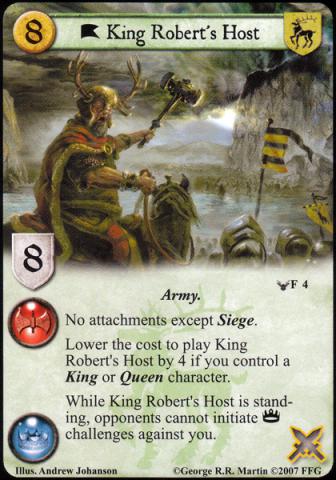 8
King Robert's Host
8
F 4
Army.
No attachments except Siege.
Lower the cost to play King
Robert's Host by 4 if you control a
King or Queen character.
While King Robert's Host is stand-
ing, opponents cannot initiate
challenges against you.
Illus. Andrew Johanson
©George R.R. Martin ©2007 FFG